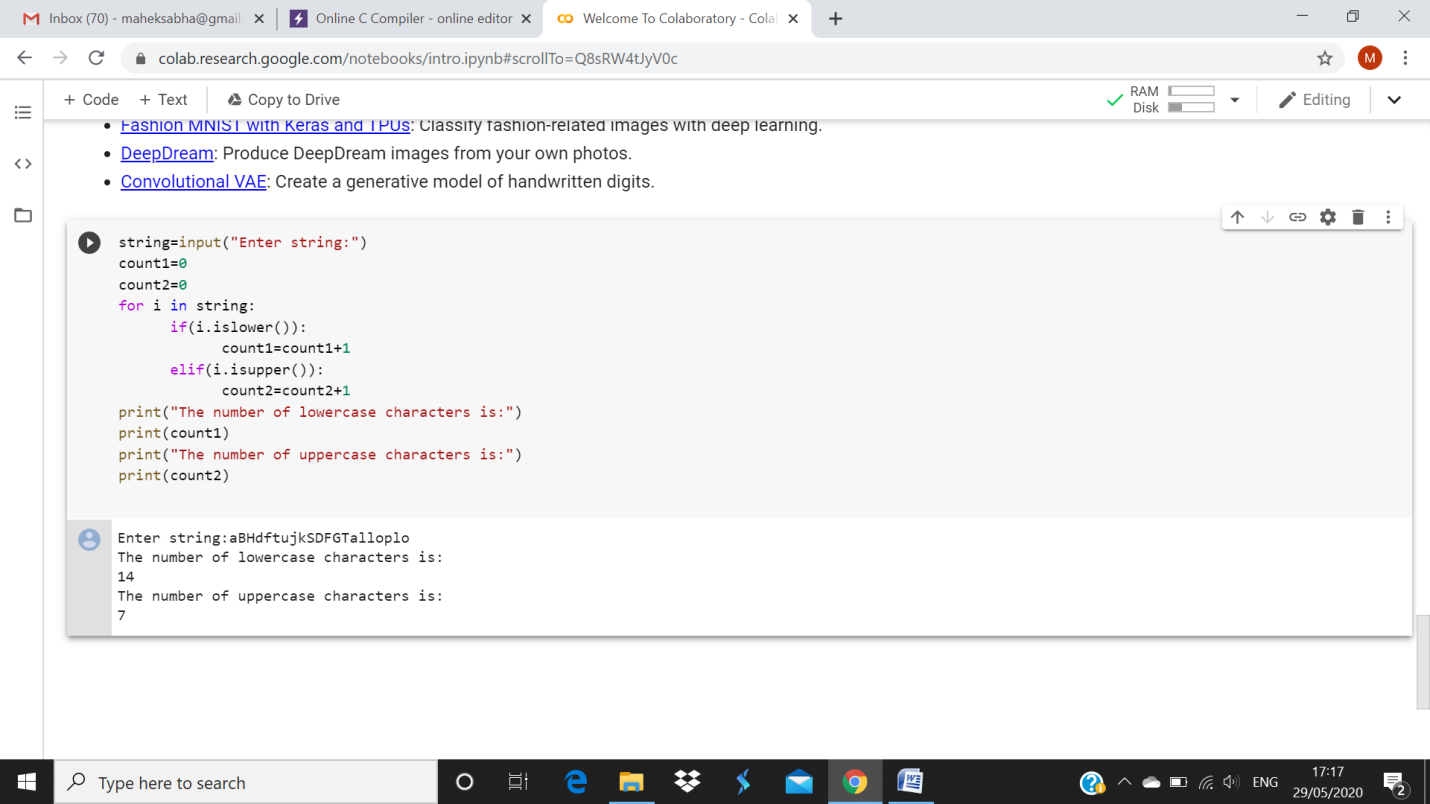 Inbox (70) - maheksabha@gmail.
Online C Compiler - online editor
Welcome To Colaboratory - Cola
colab.research.google.com/notebooks/intro.ipynb#scrollTo=Q8sRW4tJyV0c
M
+ Code + Text Copy to Drive
RAM
Disk
Editing
Fashion MNIST with Keras and TPUs: Classify fashion-related images with deep learning.
DeepDream: Produce DeepDream images from your own photos.
Convolutional VAE: Create a generative model of handwritten digits.
string=input("Enter string:")
count1=0
count2=0
for i in string:
if(i.islower()):
count1=count1+1
elif(i.isupper()):
count2=count2+1
print("The number of lowercase characters is:")
print(count1)
print("The number of uppercase characters is:")
print(count2)
Enter string:aBHdftujkSDFGTalloplo
The number of lowercase characters is:
14
The number of uppercase characters is:
7
Type here to search
ENG
17:17
29/05/2020
2